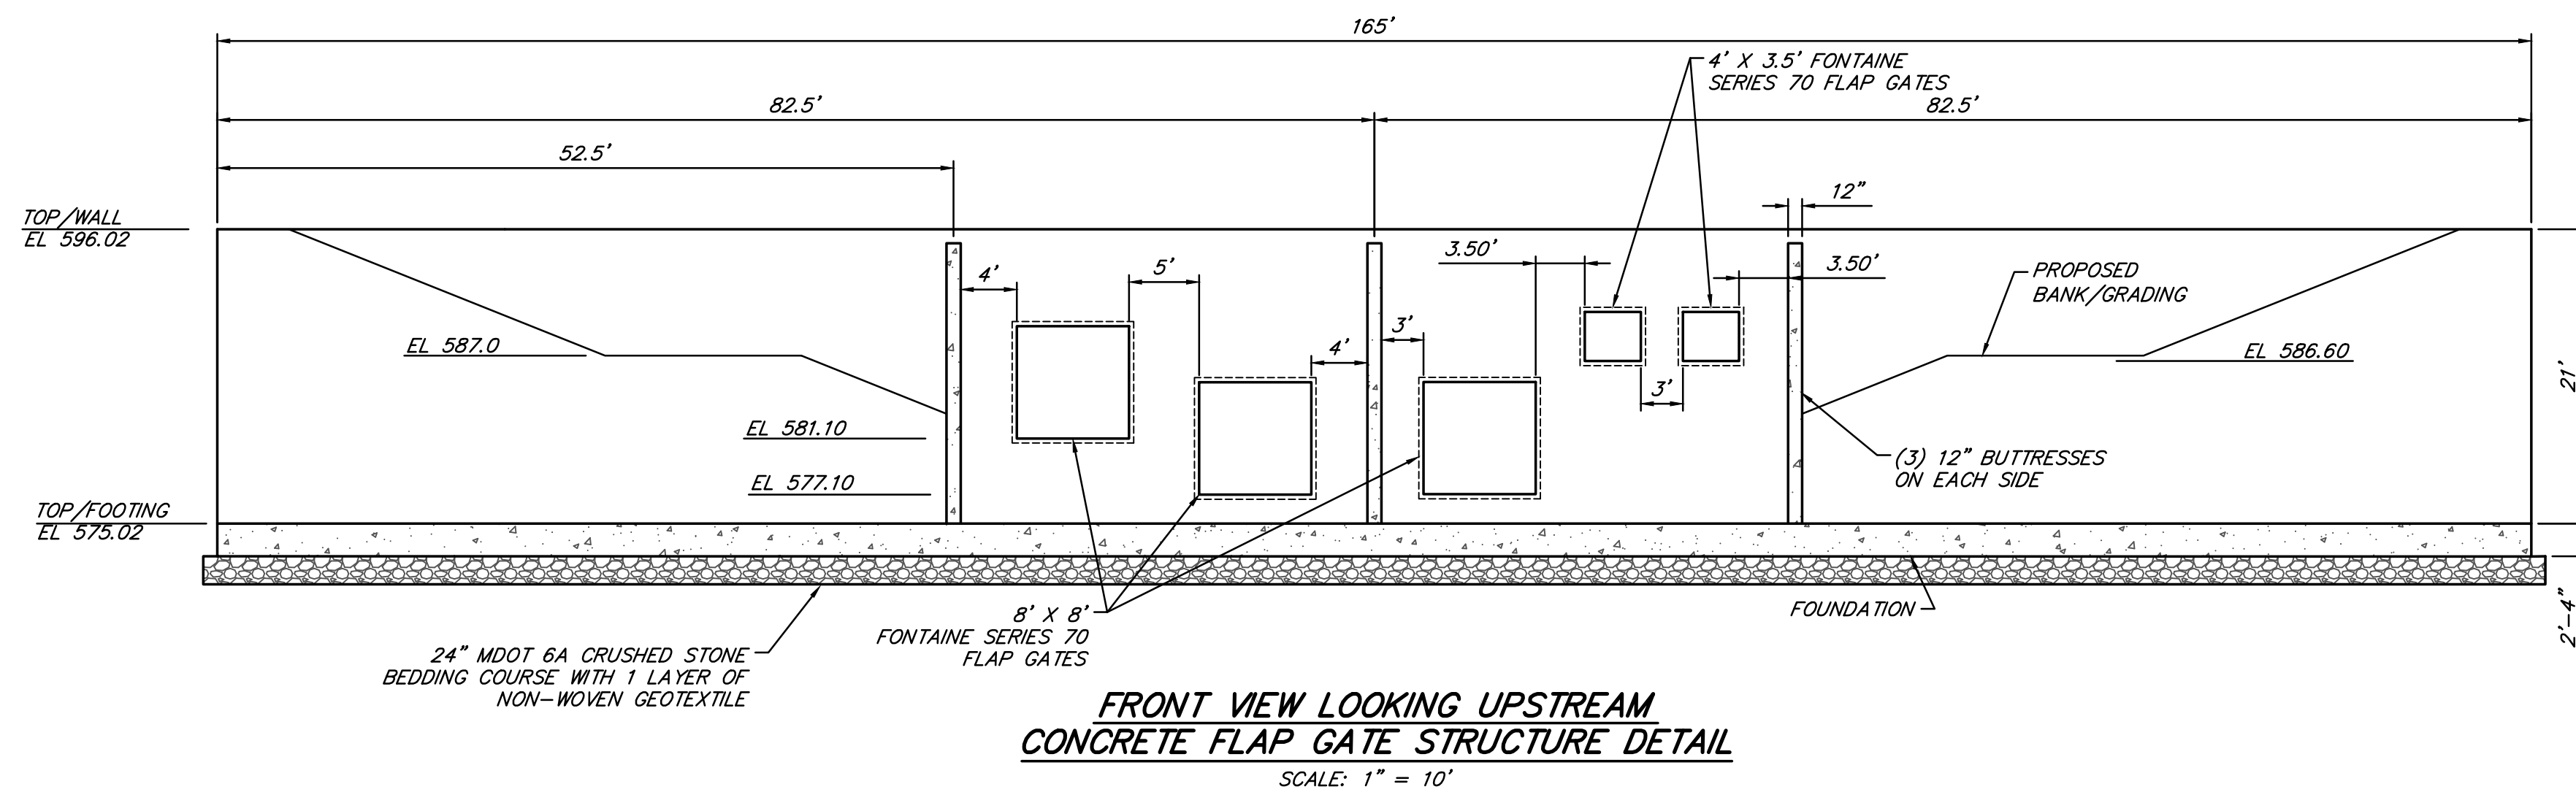 165'
4' X 3.5' FONTAINE
SERIES 70 FLAP GATES
82.5'
82.5'
52.5'
12"
TOP/WALL
EL 596.02
3.50'
3.50'
4'
5'
PROPOSED
BANK/GRADING
3'
4'
EL 587.0
EL 586.60
21'
3'
EL 581.10
(3) 12" BUTTRESSES
ON EACH SIDE
EL 577.10
TOP/FOOTING
EL 575.02
8' X 8'
FONTAINE SERIES 70
FLAP GATES
FOUNDATION
2'-4"
24" MDOT 6A CRUSHED STONE
BEDDING COURSE WITH 1 LAYER OF
NON-WOVEN GEOTEXTILE
FRONT VIEW LOOKING UPSTREAM
CONCRETE FLAP GATE STRUCTURE DETAIL
SCALE: 1" = 10'